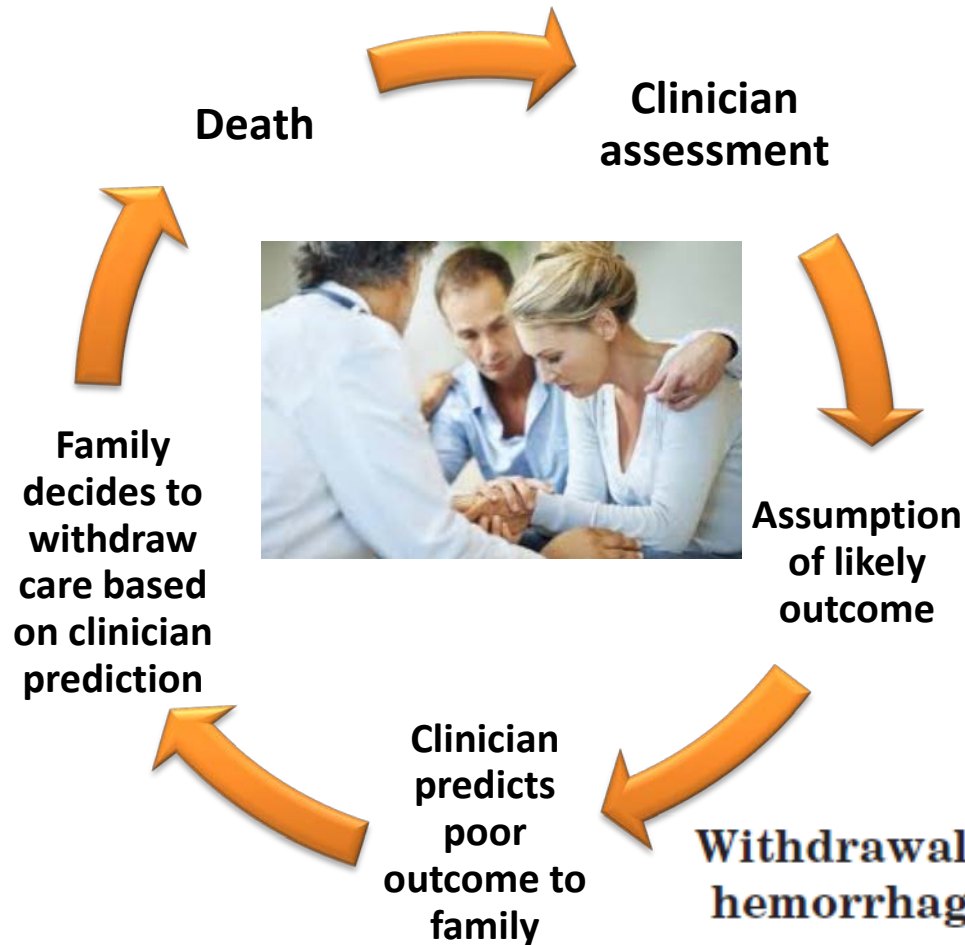 Death
Clinician
assessment
Assumption
of likely
outcome
Clinician
predicts
poor
outcome to
family
Family
decides to
withdraw
care based
on clinician
prediction
Withdrawal
hemorrhag